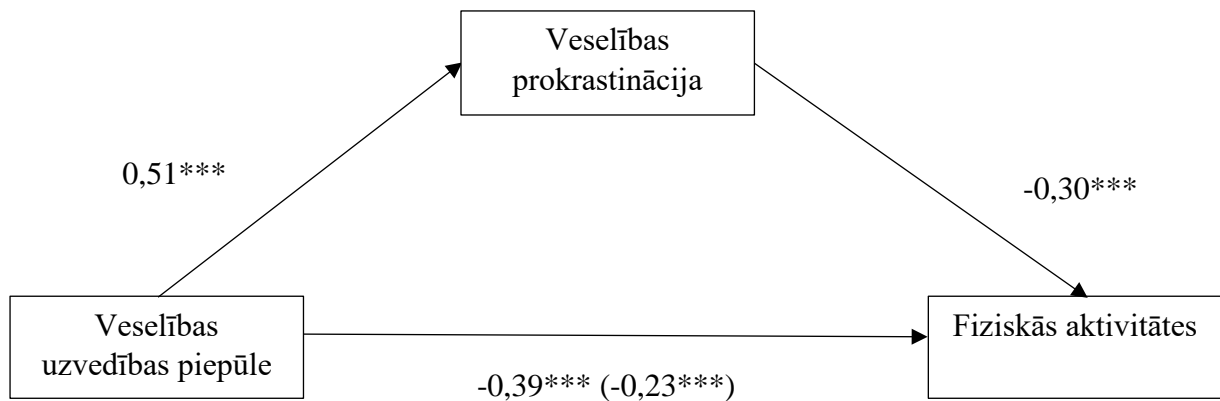 Veselības
prokrastinācija
0,51***
-0,30***
Veselības
uzvedības piepūle
Fiziskās aktivitātes
-0,39*** (-0,23***)